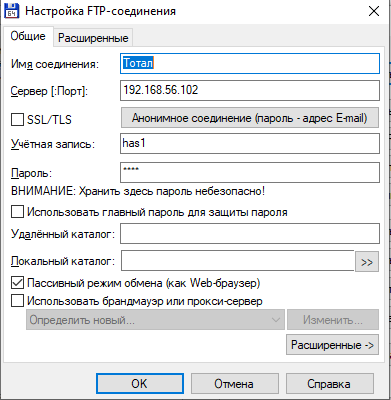 Настройка FTP-соединения
Общие Расширенные
Имя соединения: Тотал
Сервер [:Порт]: 192.168.56.102
SSL/TLS Анонимное соединение (пароль - адрес E-mail)
Учётная запись: has1
Пароль: ****
ВНИМАНИЕ: Хранить здесь пароль небезопасно!
Использовать главный пароль для защиты пароля
Удалённый каталог:
Локальный каталог: >>
Пассивный режим обмена (как Web-браузер)
Использовать брандмауэр или прокси-сервер
Определить новый... Изменить...
Расширенные ->
OK Отмена Справка